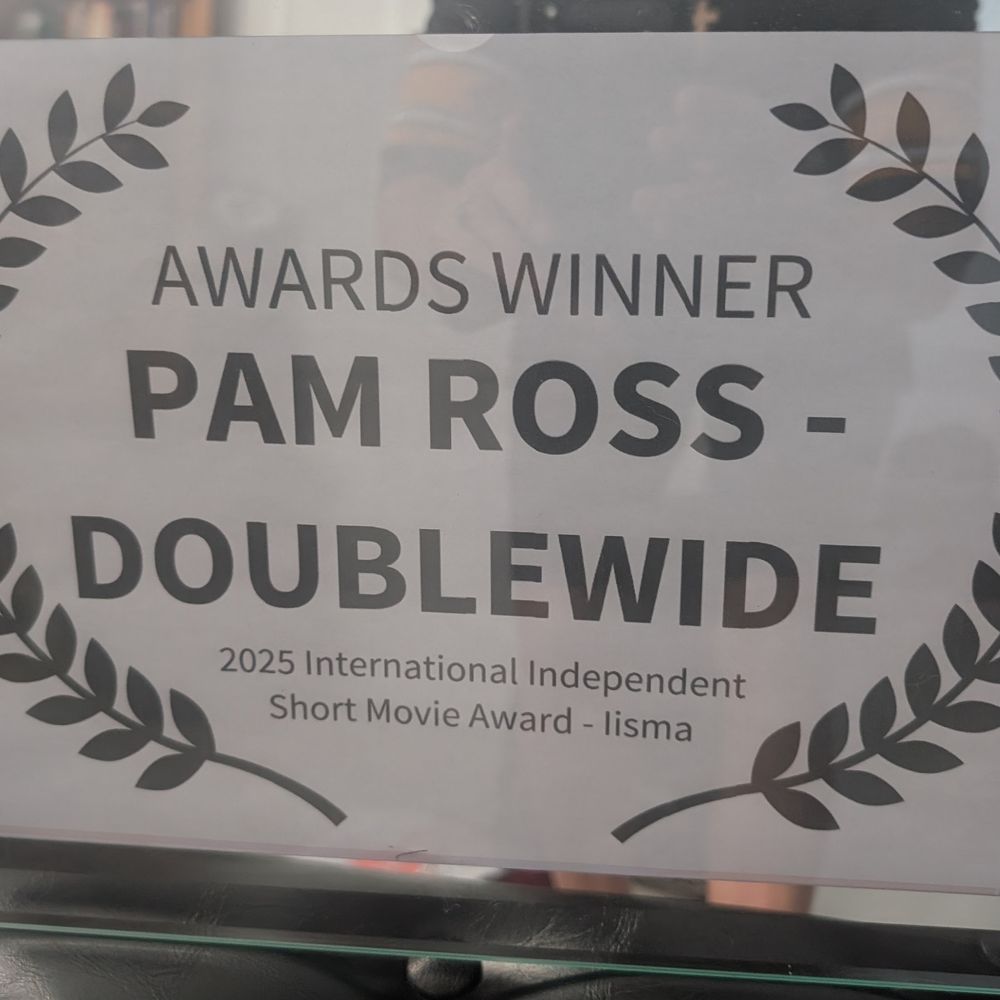 AWARDS WINNER
PAM ROSS -
DOUBLEWIDE
2025 International Independent
Short Movie Award - Iisma